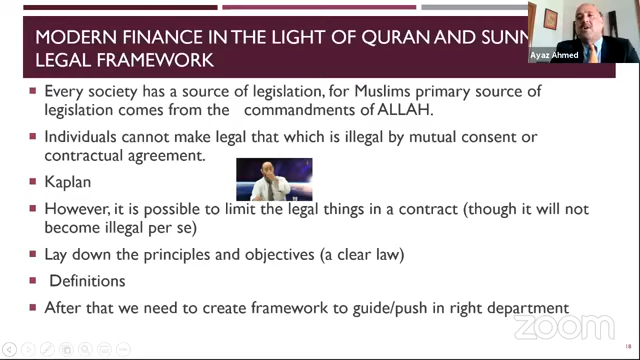 MODERN FINANCE IN THE LIGHT OF QURAN AND SUNN
LEGAL FRAMEWORK
Ayaz Ahmed
Every society has a source of legislation, for Muslims primary source of
legislation comes from the commandments of ALLAH.
Individuals cannot make legal that which is illegal by mutual consent or
contractual agreement.
Kaplan
However, it is possible to limit the legal things in a contract (though it will not
become illegal per se)
Lay down the principles and objectives (a clear law)
Definitions
After that we need to create framework to guide/push in right department
zoom
18